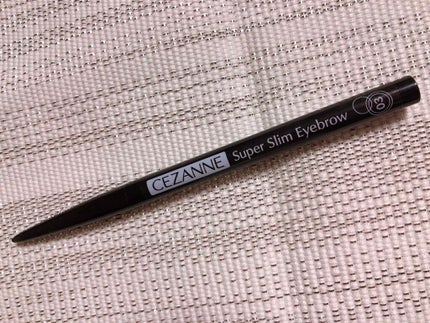 CEZANNE Super Slim Eyebrow 03